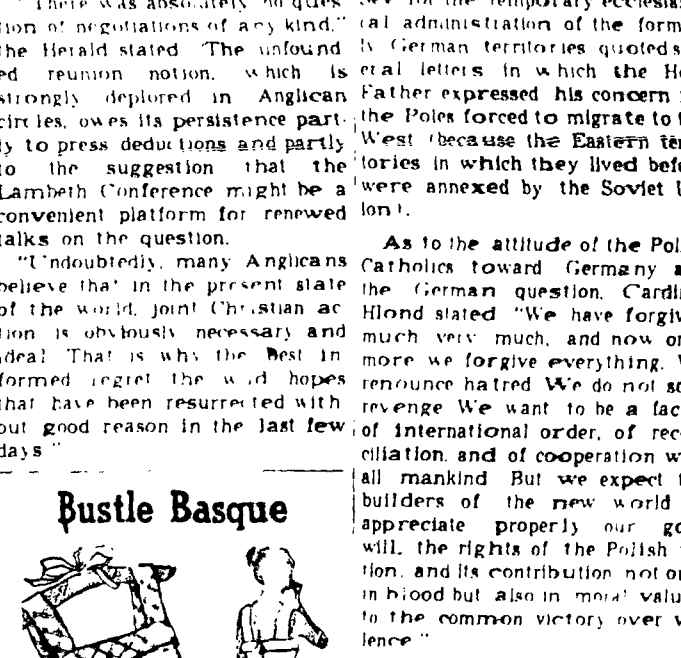 "There was absolutely no ques
tion of negotiations of any kind,"
the Herald stated "The unfound
ed reunion notion, which is
strongly deplored in Anglican
circles, owes its persistence part-
ly to press deductions and partly
to the suggestion that the
Lambeth Conference might be a
convenient platform for renewed
talks on the question.
"Undoubtedly, many Anglicans
believe that in the present state
of the world, joint Christian ac
tion is obviously necessary and
ideal That is why the Best in
formed regret the wild hopes
that have been resurrected with
out good reason in the last few
days"
Bustle Basque
for the temporary ecclesias
cal administration of the form
ly German territories quoted s
eral letters in which the H
Father expressed his concern
the Poles forced to migrate to t
West (because the Eastern ter
tories in which they lived befo
were annexed by the Soviet U
ion).
As to the attitude of the Pol
Catholics toward Germany a
the German question, Cardi
Hlond stated "We have forgiv
much very much, and now on
more we forgive everything. W
renounce hatred We do not se
revenge We want to be a fac
of international order, of rec
ciliation, and of cooperation w
all mankind But we expect t
builders of the new world
appreciate properly our go
will, the rights of the Polish
tion, and its contribution not on
in blood but also in moral valu
to the common victory over v
lence"